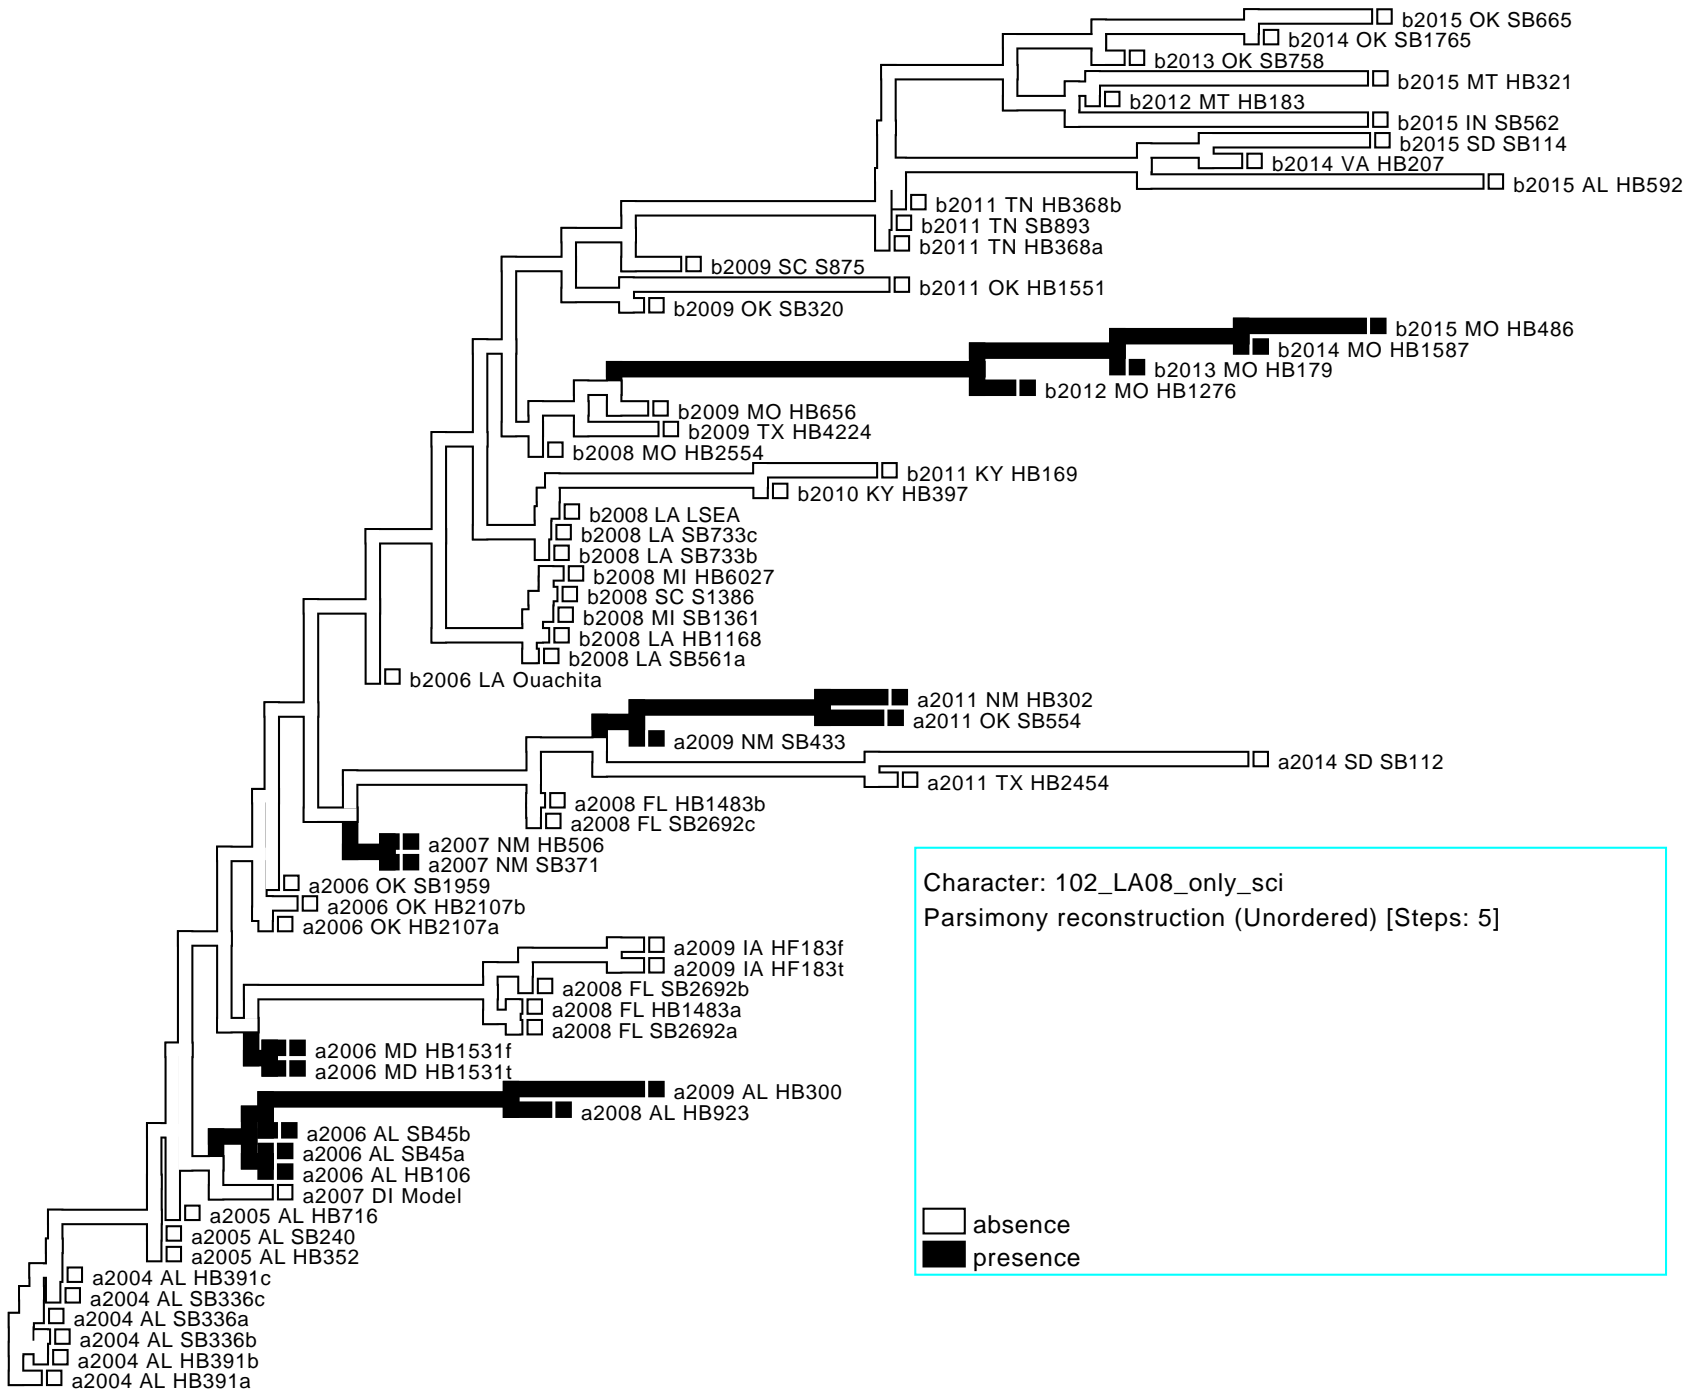 b2015 OK SB665
b2014 OK SB1765
b2013 OK SB758
b2015 MT HB321
b2012 MT HB183
b2015 IN SB562
b2015 SD SB114
b2014 VA HB207
b2015 AL HB592
b2011 TN HB368b
b2011 TN SB893
b2011 TN HB368a
b2009 SC S875
b2011 OK HB1551
b2009 OK SB320
b2015 MO HB486
b2014 MO HB1587
b2013 MO HB179
b2012 MO HB1276
b2009 MO HB656
b2009 TX HB4224
b2008 MO HB2554
b2011 KY HB169
b2010 KY HB397
b2008 LA LSEA
b2008 LA SB733c
b2008 LA SB733b
b2008 MI HB6027
b2008 SC S1386
b2008 MI SB1361
b2008 LA HB1168
b2008 LA SB561a
b2006 LA Ouachita
a2011 NM HB302
a2011 OK SB554
a2009 NM SB433
a2014 SD SB112
a2011 TX HB2454
a2008 FL HB1483b
a2008 FL SB2692c
a2007 NM HB506
a2007 NM SB371
a2006 OK SB1959
a2006 OK HB2107b
a2006 OK HB2107a
a2009 IA HF183f
a2009 IA HF183t
a2008 FL SB2692b
a2008 FL HB1483a
a2008 FL SB2692a
a2006 MD HB1531f
a2006 MD HB1531t
a2009 AL HB300
a2008 AL HB923
a2006 AL SB45b
a2006 AL SB45a
a2006 AL HB106
a2007 DI Model
a2005 AL HB716
a2005 AL SB240
a2005 AL HB352
a2004 AL HB391c
a2004 AL SB336c
a2004 AL SB336a
a2004 AL SB336b
a2004 AL HB391b
a2004 AL HB391a
Character: 102_LA08_only_sci
Parsimony reconstruction (Unordered) [Steps: 5]
absence
presence